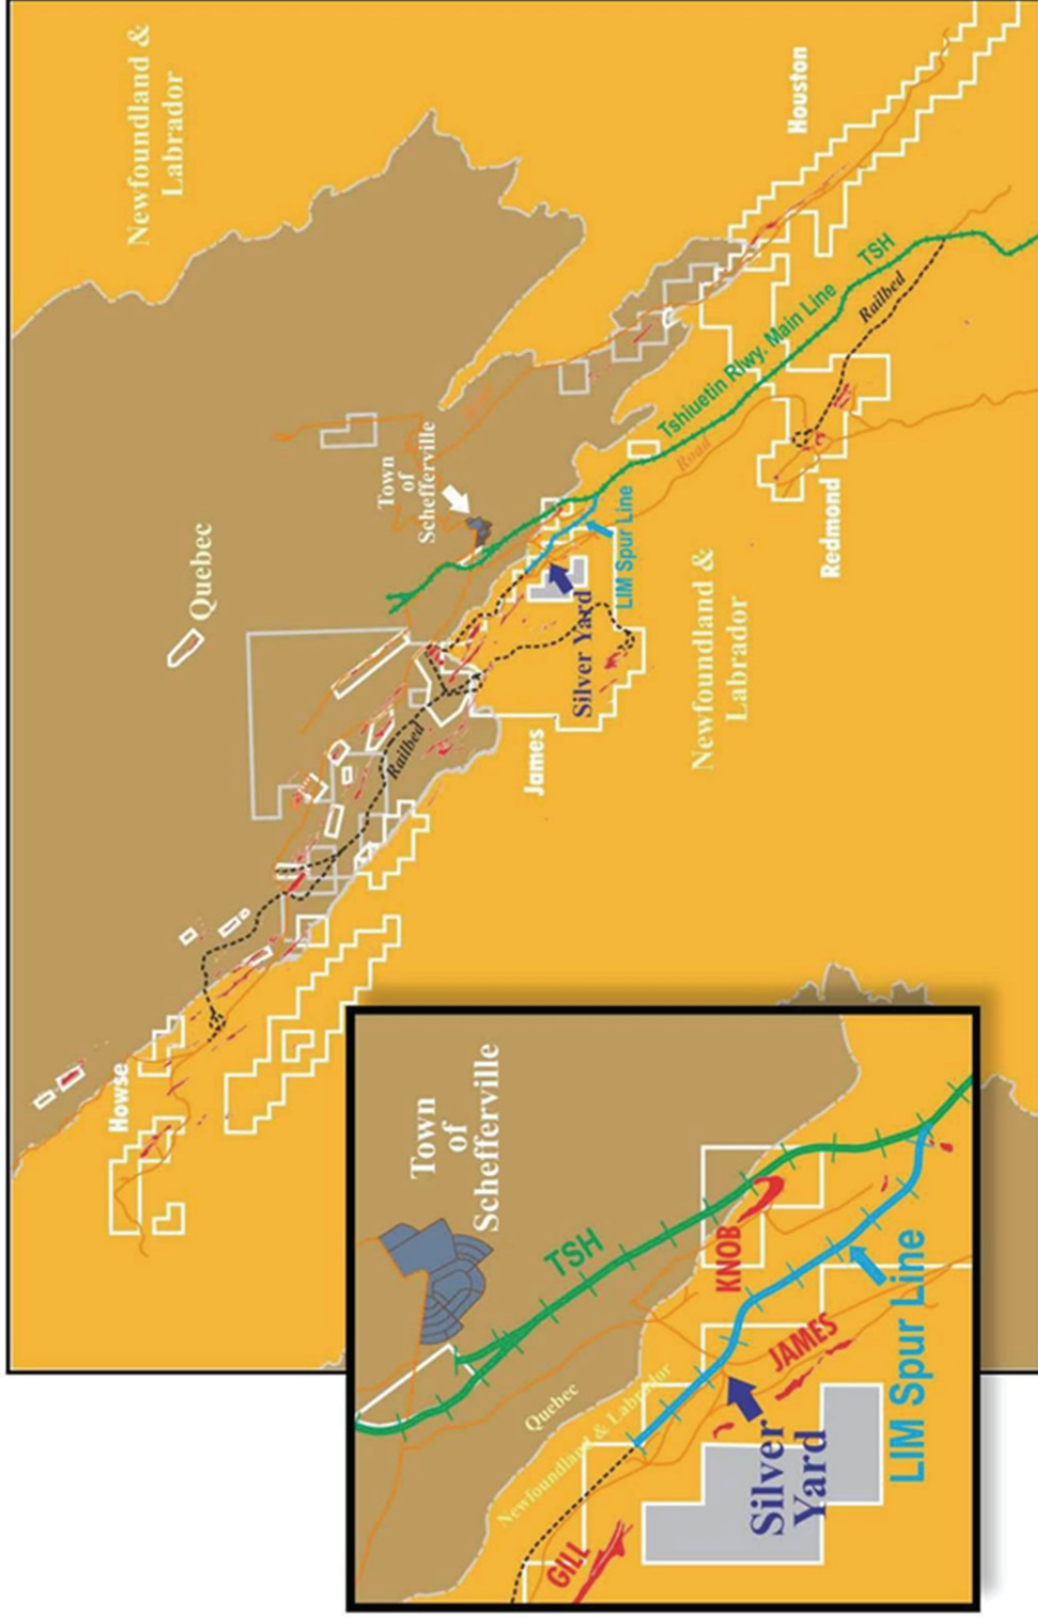 Newfoundland &
Labrador
Quebec
Town
of
Schefferville
Houston
TSH
Tshiuetin Rlwy. Main Line
Railbed
Road
Redmond
LIM Spur Line
Silver Yard
James
Newfoundland &
Labrador
Railbed
Howse
Town
of
Schefferville
TSH
KNOB
Quebec
Newfoundland & Labrador
JAMES
GILL
Silver
Yard
LIM Spur Line